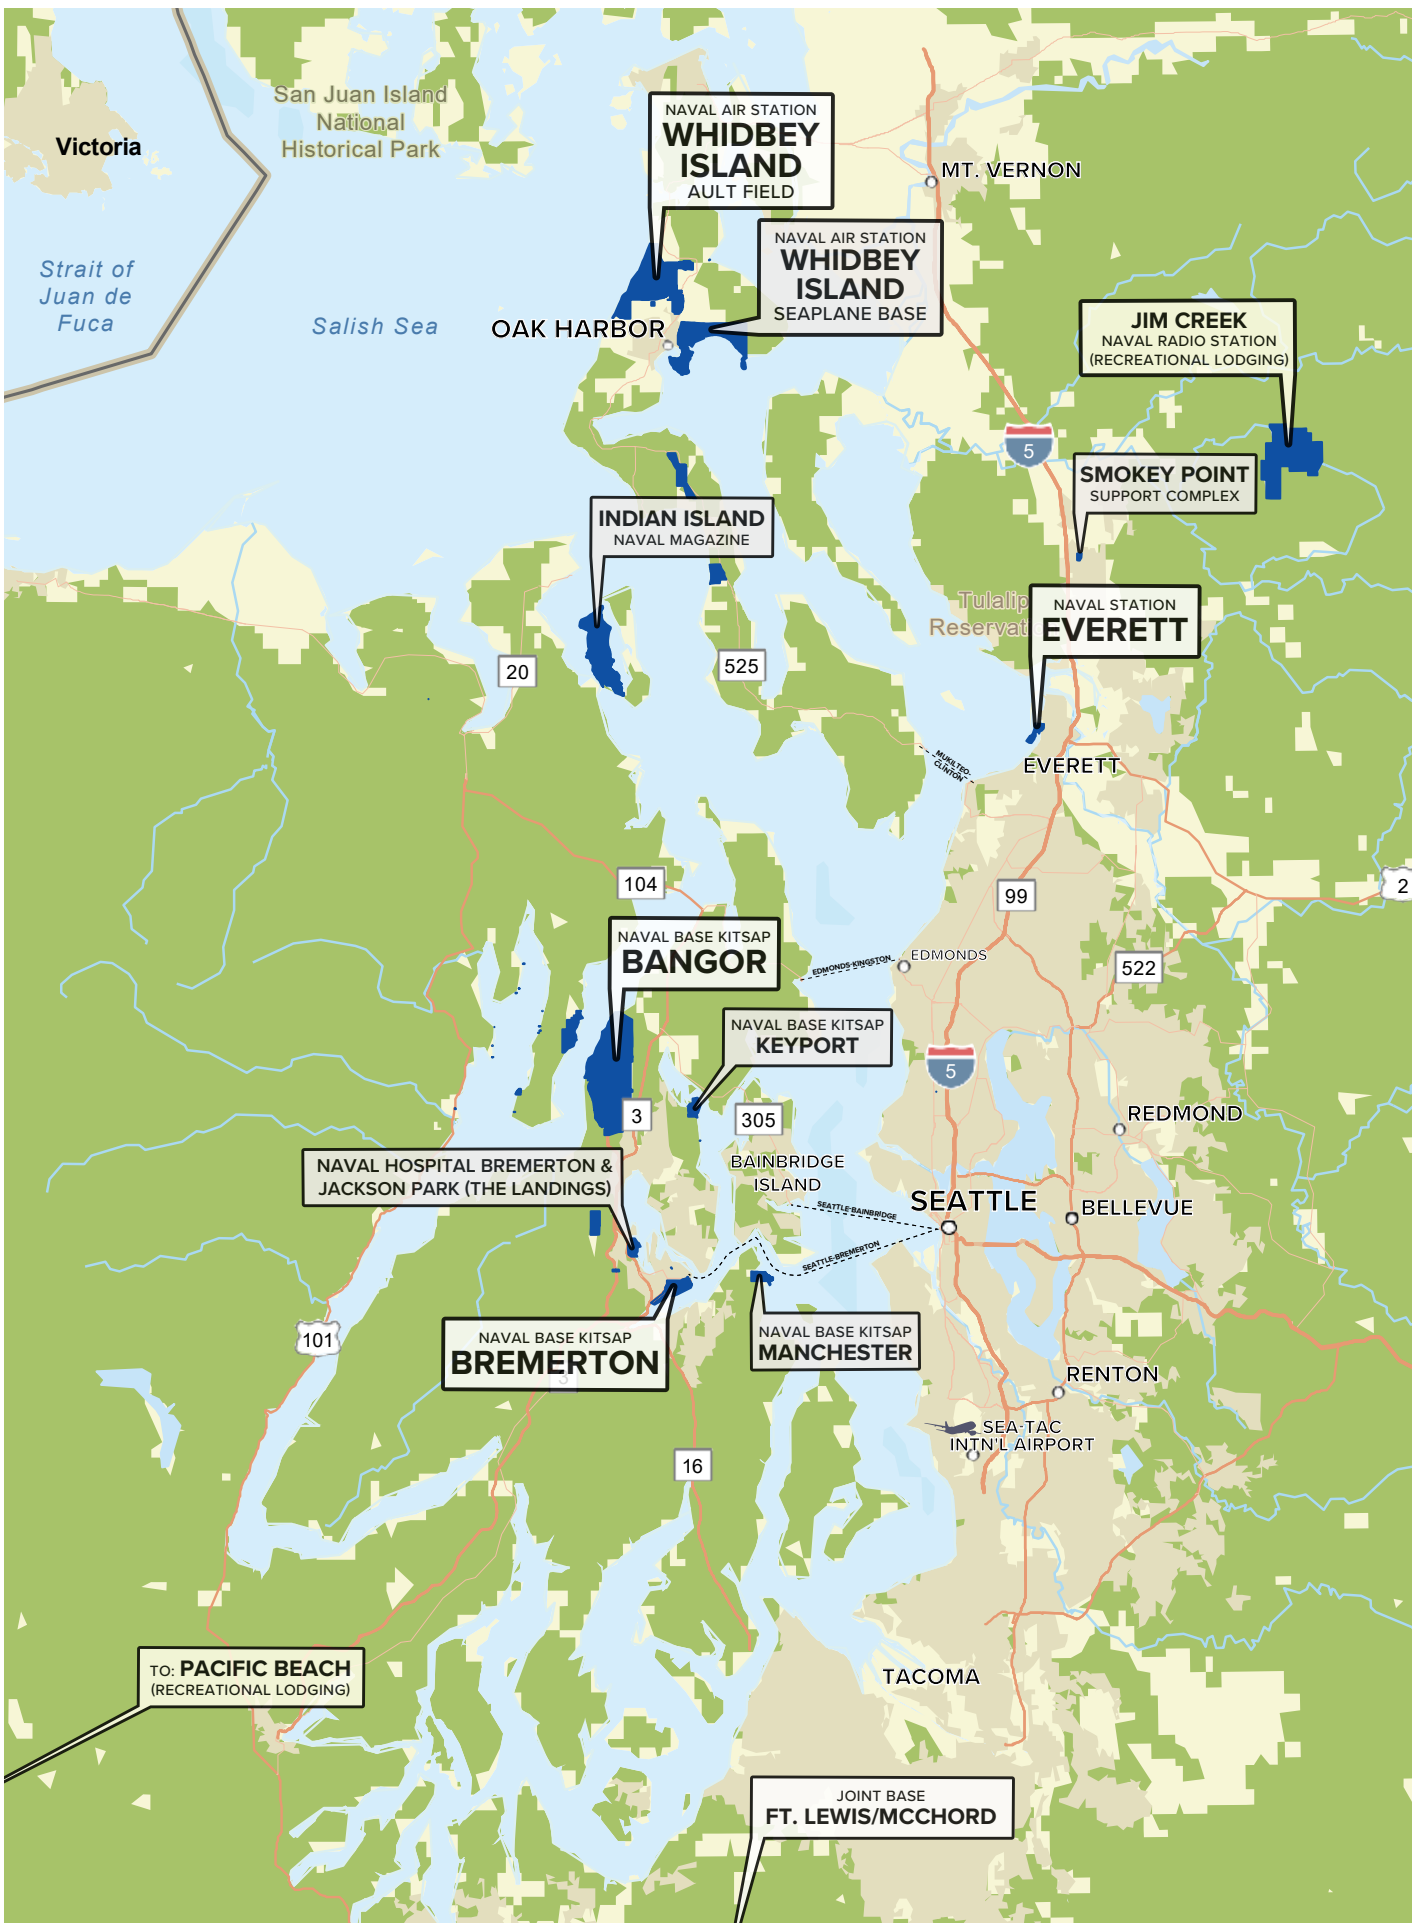 San Juan Island
National
Historical Park
Victoria
NAVAL AIR STATION
WHIDBEY
ISLAND
AULT FIELD
MT. VERNON
NAVAL AIR STATION
WHIDBEY
ISLAND
SEAPLANE BASE
Strait of
Juan de
Fuca
Salish Sea
OAK HARBOR
JIM CREEK
NAVAL RADIO STATION
(RECREATIONAL LODGING)
5
SMOKEY POINT
SUPPORT COMPLEX
INDIAN ISLAND
NAVAL MAGAZINE
Tulalip
Reservat
NAVAL STATION
EVERETT
20
525
MUKILTEO-
CLINTON
EVERETT
104
99
2
NAVAL BASE KITSAP
BANGOR
EDMONDS-KINGSTON
EDMONDS
522
NAVAL BASE KITSAP
KEYPORT
5
3
305
REDMOND
BAINBRIDGE
ISLAND
NAVAL HOSPITAL BREMERTON &
JACKSON PARK (THE LANDINGS)
SEATTLE-BAINBRIDGE
SEATTLE
BELLEVUE
SEATTLE-BREMERTON
101
NAVAL BASE KITSAP
BREMERTON
3
NAVAL BASE KITSAP
MANCHESTER
RENTON
SEA-TAC
INTN'L AIRPORT
16
TO: PACIFIC BEACH
(RECREATIONAL LODGING)
TACOMA
JOINT BASE
FT. LEWIS/MCCHORD